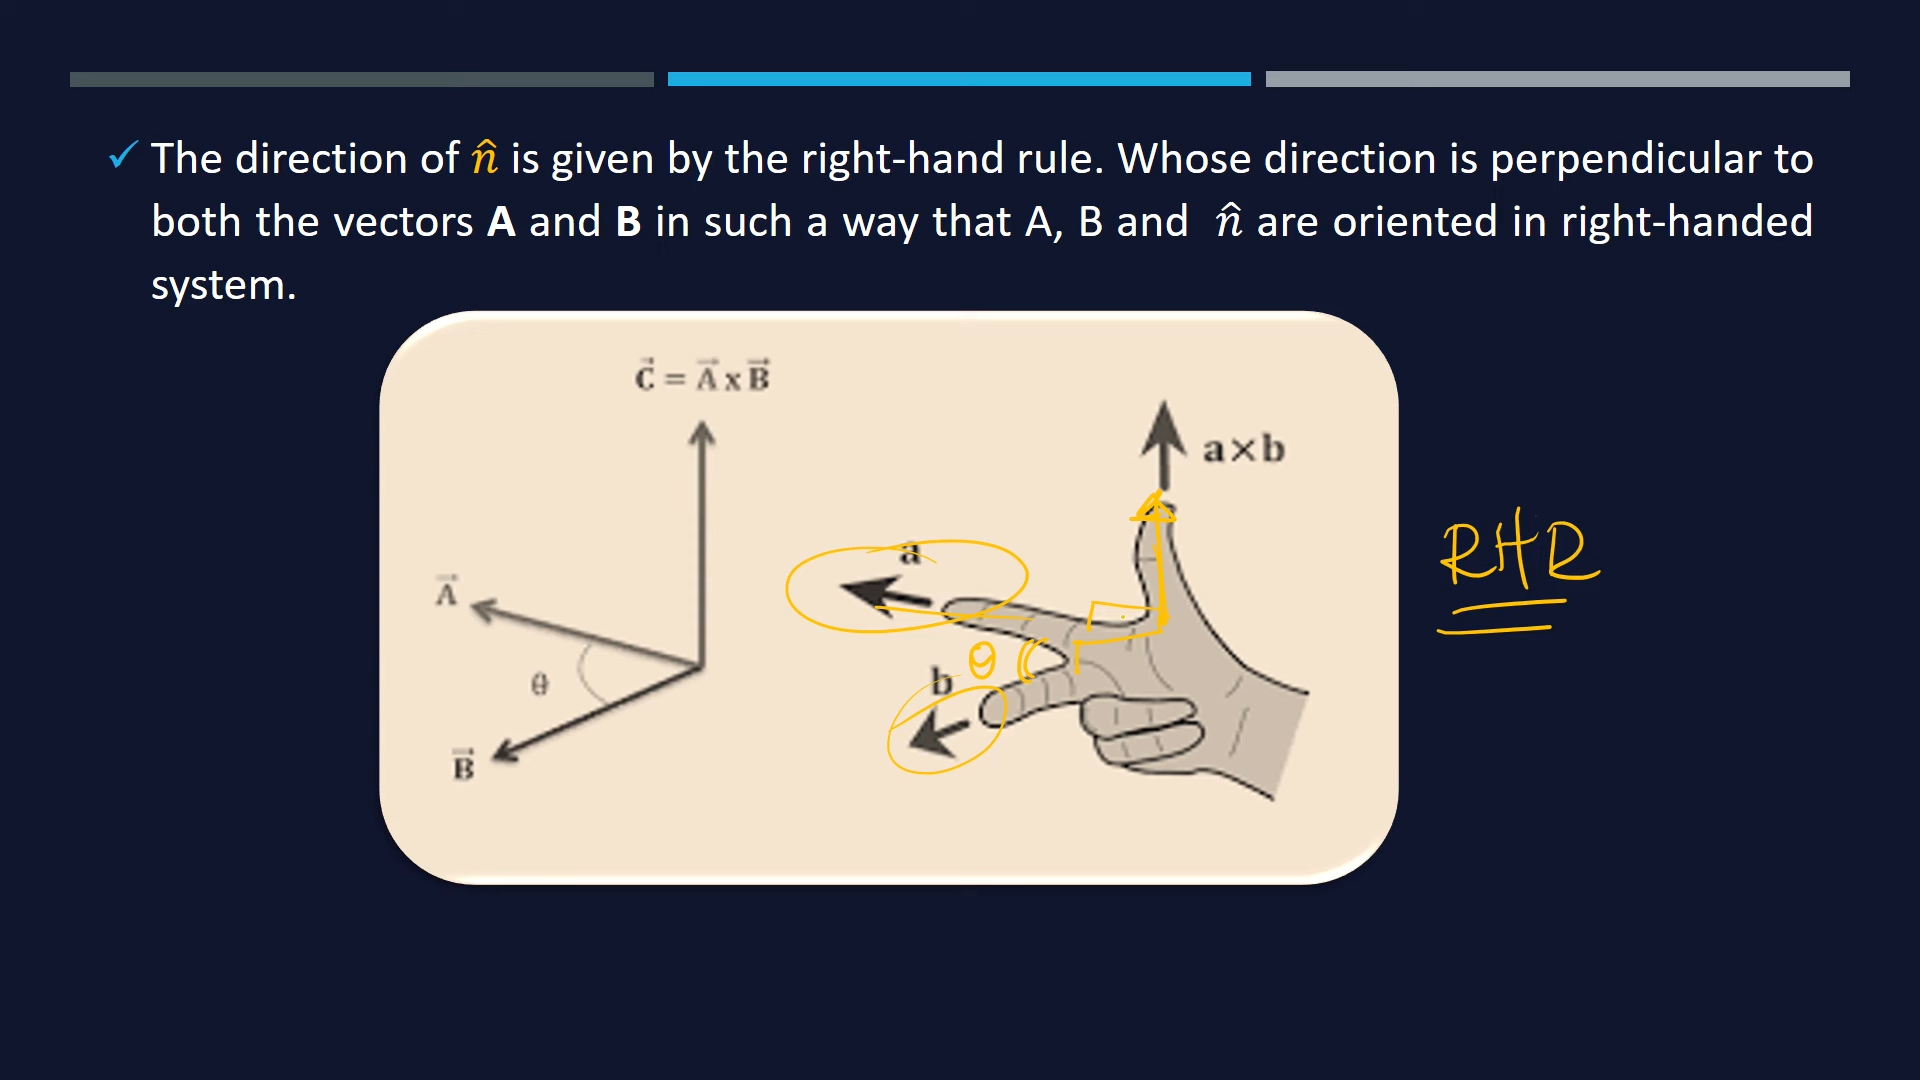 ✓ The direction of n̂ is given by the right-hand rule. Whose direction is perpendicular to
both the vectors A and B in such a way that A, B and n̂ are oriented in right-handed
system.
C⃗ = A⃗ x B⃗
a×b
a
RHR
A⃗
θ
θ
b
B⃗